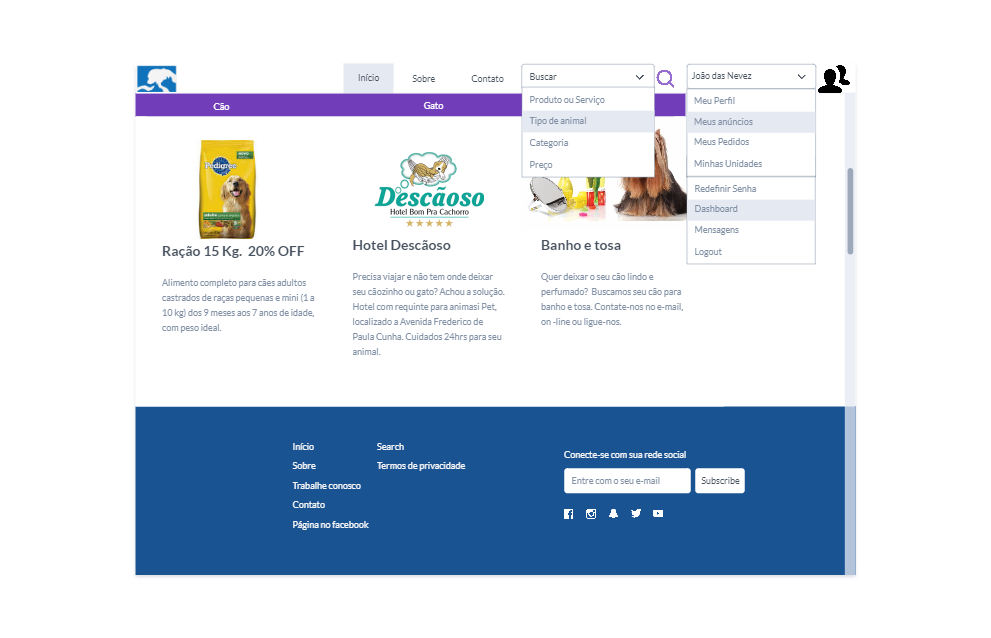 Início
Sobre
Contato
Buscar
João das Nevez
Cão
Gato
Produto ou Serviço
Tipo de animal
Categoria
Preço
Meu Perfil
Meus anúncios
Meus Pedidos
Minhas Unidades
Redefinir Senha
Dashboard
Mensagens
Logout
Pedigree
Descãoso
Hotel Bom Pra Cachorro
Ração 15 Kg. 20% OFF
Alimento completo para cães adultos
castrados de raças pequenas e mini (1 a
10 kg) dos 9 meses aos 7 anos de idade,
com peso ideal.
Hotel Descãoso
Precisa viajar e não tem onde deixar
seu cãozinho ou gato? Achou a solução.
Hotel com requinte para animasi Pet,
localizado a Avenida Frederico de
Paula Cunha. Cuidados 24hrs para seu
animal.
Banho e tosa
Quer deixar o seu cão lindo e
perfumado? Buscamos seu cão para
banho e tosa. Contate-nos no e-mail,
on -line ou ligue-nos.
Início
Sobre
Trabalhe conosco
Contato
Página no facebook
Search
Termos de privacidade
Conecte-se com sua rede social
Entre com o seu e-mail
Subscribe